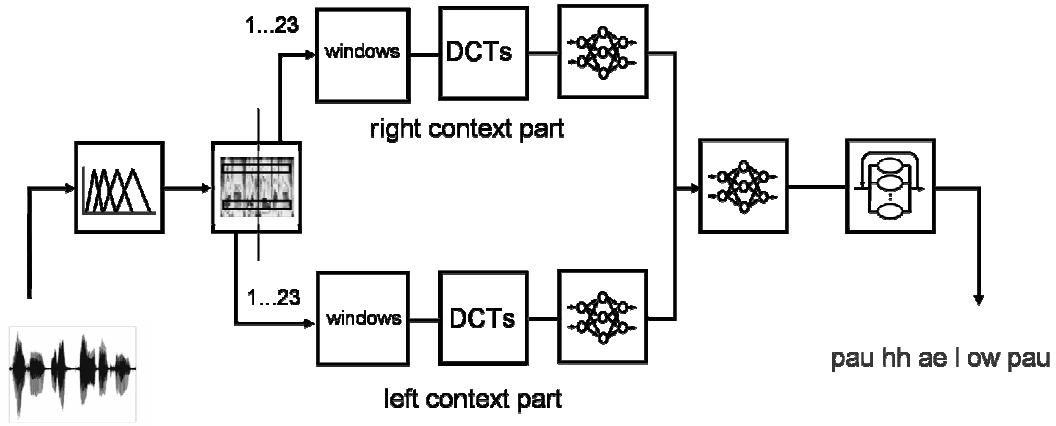 1...23
windows
DCTs
right context part
1...23
windows
DCTs
left context part
pau hh ae l ow pau